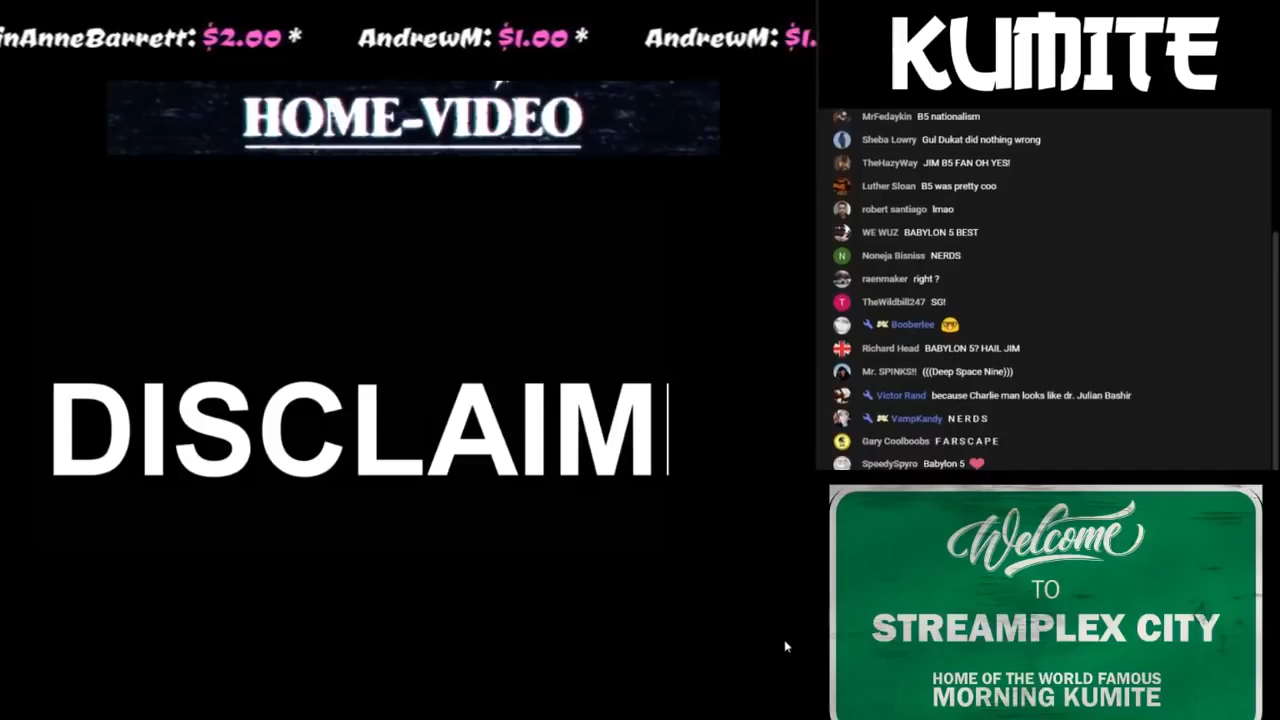 inAnneBarrett: $2.00 * AndrewM: $1.00 * AndrewM: $1.
HOME-VIDEO
DISCLAIM
KUMITE
MrFedaykin B5 nationalism
Sheba Lowry Gul Dukat did nothing wrong
TheHazyWay JIM B5 FAN OH YES!
Luther Sloan B5 was pretty coo
robert santiago lmao
WE WUZ BABYLON 5 BEST
N Noneja Bisniss NERDS
raenmaker right ?
T TheWildbill247 SG!
Booberlee
Richard Head BABYLON 5? HAIL JIM
Mr. SPINKS!! (((Deep Space Nine)))
Victor Rand because Charlie man looks like dr. Julian Bashir
VampKandy N E R D S
Gary Coolboobs F A R S C A P E
SpeedySpyro Babylon 5
Welcome
TO
STREAMPLEX CITY
HOME OF THE WORLD FAMOUS
MORNING KUMITE